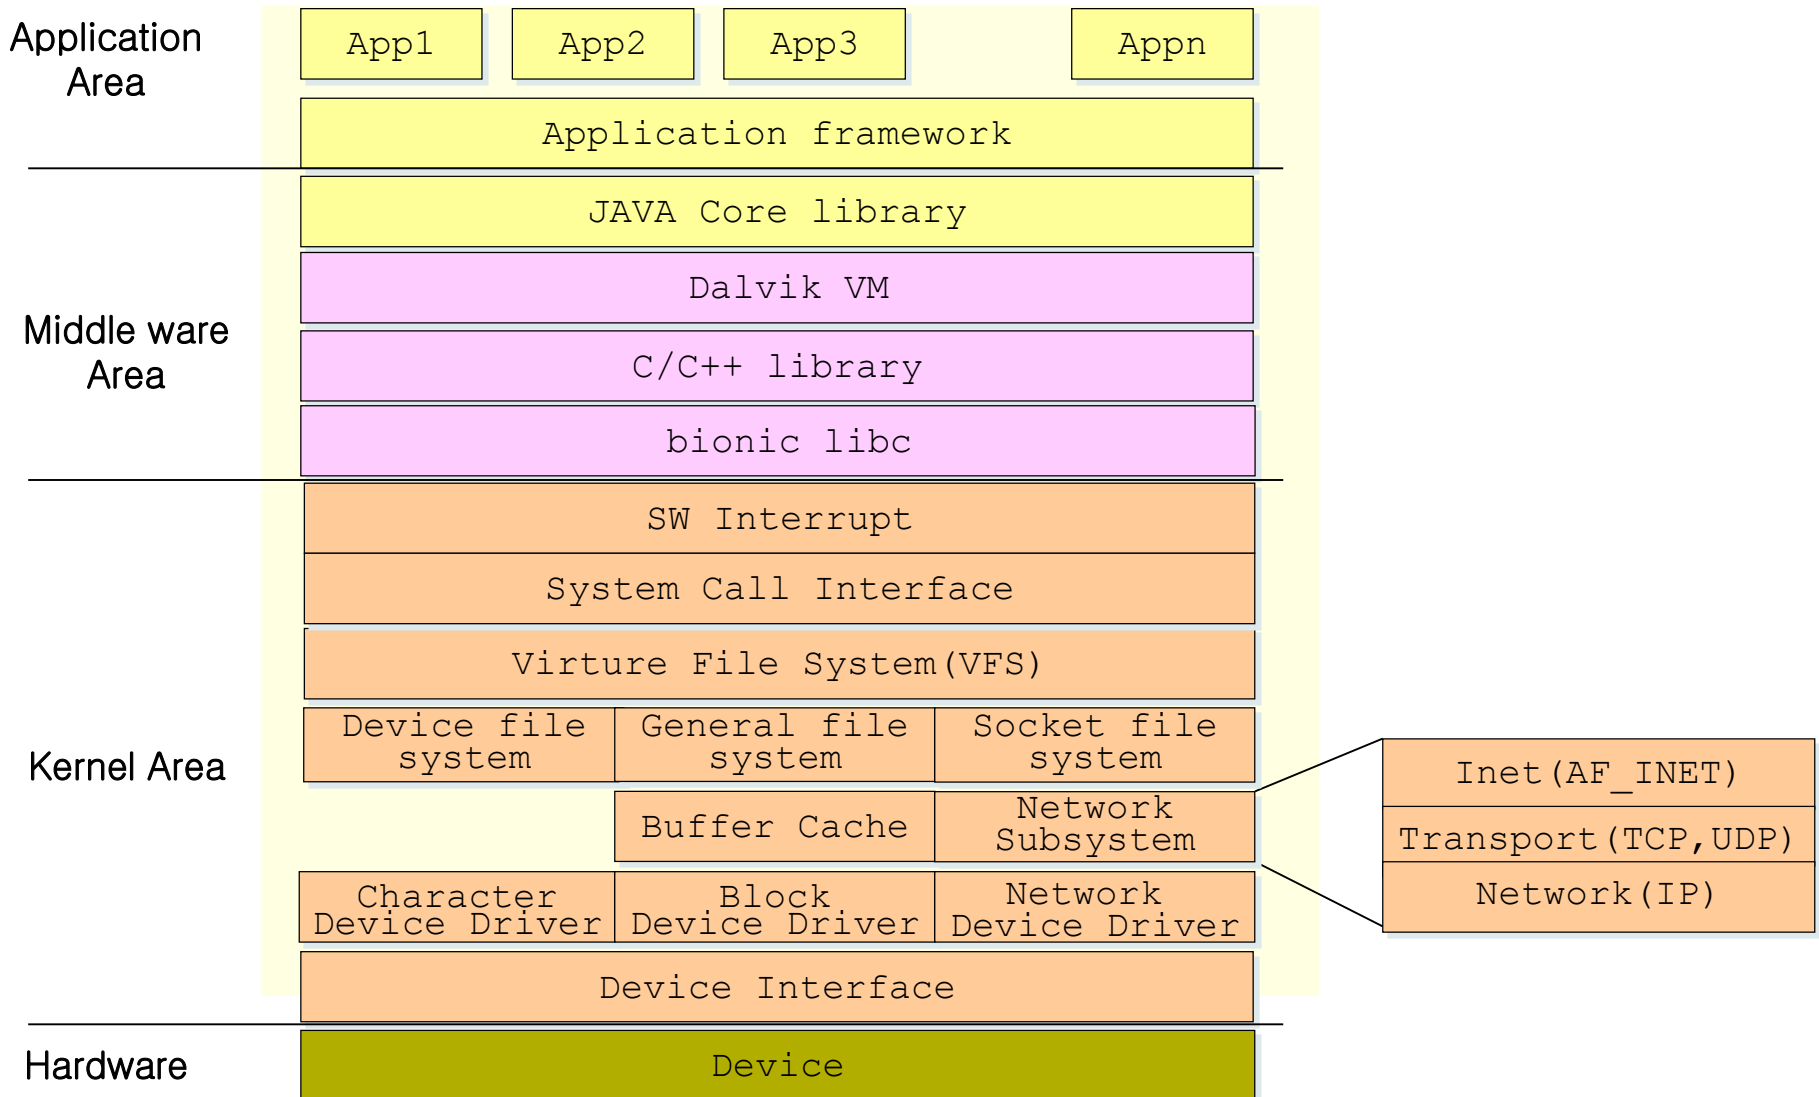 Application
Area
App1
App2
App3
Appn
Application framework
JAVA Core library
Middle ware
Area
Dalvik VM
C/C++ library
bionic libc
SW Interrupt
System Call Interface
Virture File System(VFS)
Kernel Area
Device file
system
General file
system
Socket file
system
Buffer Cache
Network
Subsystem
Inet(AF_INET)
Transport(TCP,UDP)
Network(IP)
Character
Device Driver
Block
Device Driver
Network
Device Driver
Device Interface
Hardware
Device